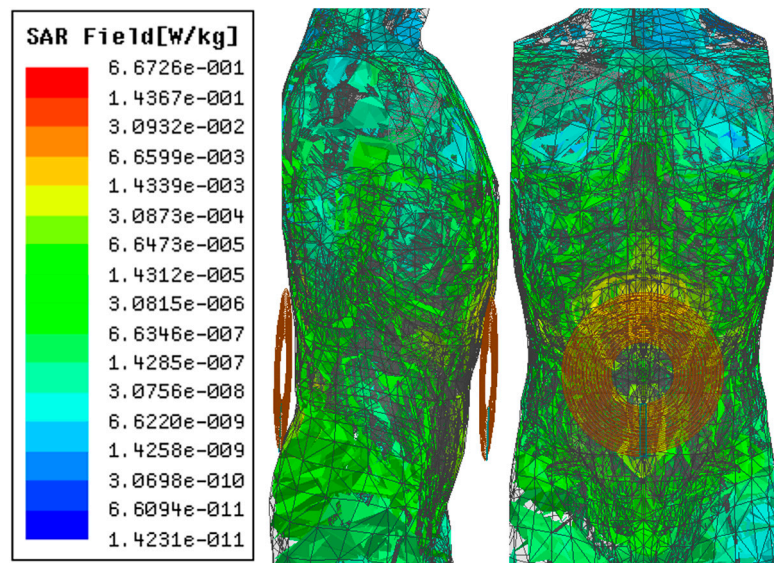 SAR Field[W/kg]
6.6726e-001
1.4367e-001
3.0932e-002
6.6599e-003
1.4339e-003
3.0873e-004
6.6473e-005
1.4312e-005
3.0815e-006
6.6346e-007
1.4285e-007
3.0756e-008
6.6220e-009
1.4258e-009
3.0698e-010
6.6094e-011
1.4231e-011